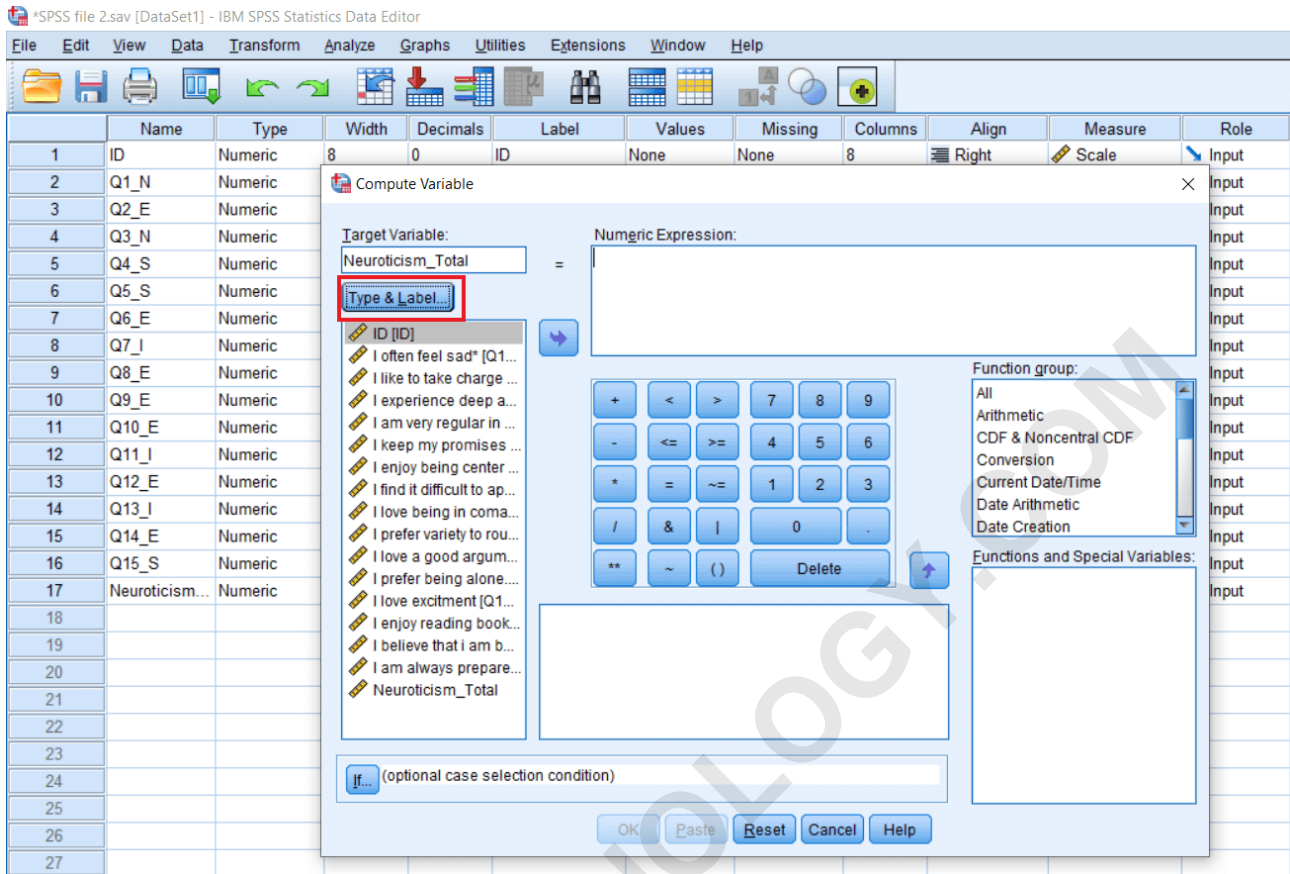 *SPSS file 2.sav [DataSet1] - IBM SPSS Statistics Data Editor
File Edit View Data Transform Analyze Graphs Utilities Extensions Window Help
Name Type Width Decimals Label Values Missing Columns Align Measure Role
1 ID Numeric 8 0 ID None None 8 Right Scale Input
2 Q1_N Numeric Input
3 Q2_E Numeric Input
4 Q3_N Numeric Input
5 Q4_S Numeric Input
6 Q5_S Numeric Input
7 Q6_E Numeric Input
8 Q7_I Numeric Input
9 Q8_E Numeric Input
10 Q9_E Numeric Input
11 Q10_E Numeric Input
12 Q11_I Numeric Input
13 Q12_E Numeric Input
14 Q13_I Numeric Input
15 Q14_E Numeric Input
16 Q15_S Numeric Input
17 Neuroticism... Numeric Input
18
19
20
21
22
23
24
25
26
27
Compute Variable
Target Variable:
Neuroticism_Total
=
Numeric Expression:
Type & Label...
ID [ID]
I often feel sad* [Q1...
I like to take charge ...
I experience deep a...
I am very regular in ...
I keep my promises ...
I enjoy being center ...
I find it difficult to ap...
I love being in coma...
I prefer variety to rou...
I love a good argum...
I prefer being alone....
I love excitment [Q1...
I enjoy reading book...
I believe that i am b...
I am always prepare...
Neuroticism_Total
+ < > 7 8 9
- <= >= 4 5 6
* = ~= 1 2 3
/ & | 0 .
** ~ ( ) Delete
Function group:
All
Arithmetic
CDF & Noncentral CDF
Conversion
Current Date/Time
Date Arithmetic
Date Creation
Functions and Special Variables:
If... (optional case selection condition)
OK Paste Reset Cancel Help
OLOGY.COM